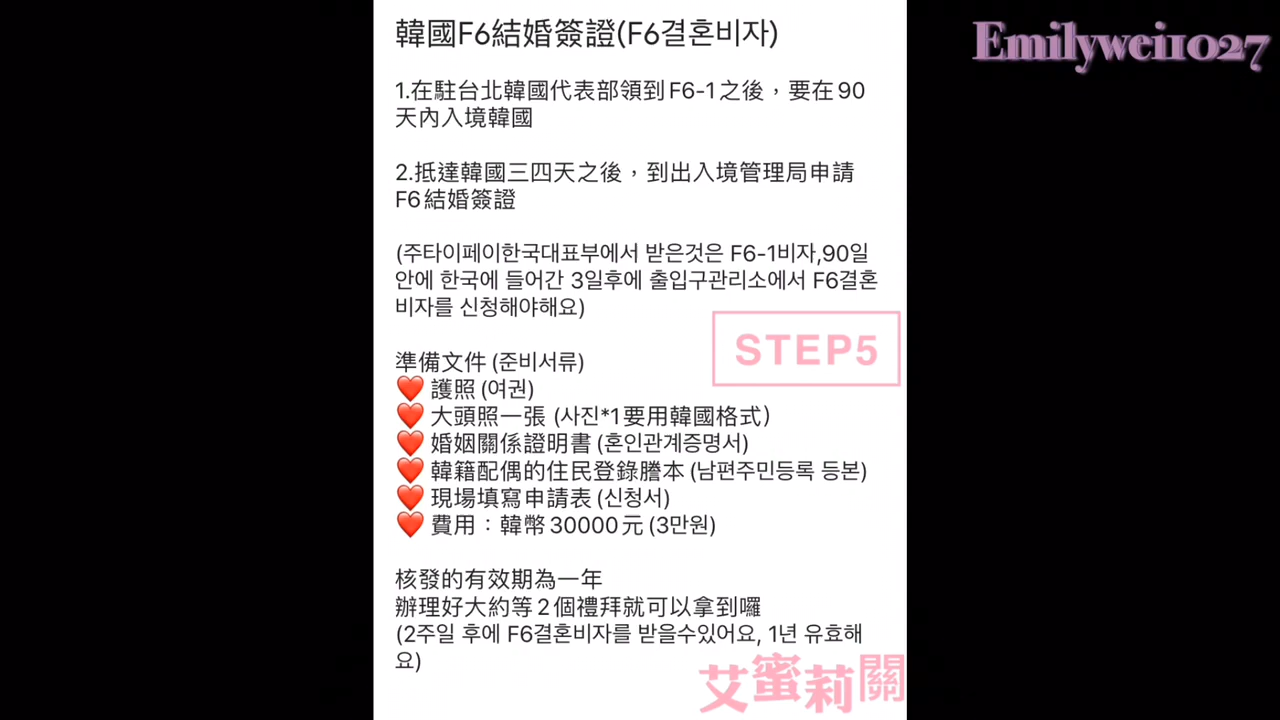 韓國F6結婚簽證(F6결혼비자)
Emilywei1027
1.在駐台北韓國代表部領到F6-1之後，要在90
天內入境韓國
2.抵達韓國三四天之後，到出入境管理局申請
F6結婚簽證
(주타이페이한국대표부에서 받은것은 F6-1비자,90일
안에 한국에 들어간 3일후에 출입구관리소에서 F6결혼
비자를 신청해야해요)
STEP5
準備文件 (준비서류)
❤️ 護照 (여권)
❤️ 大頭照一張 (사진*1要用韓國格式)
❤️ 婚姻關係證明書 (혼인관계증명서)
❤️ 韓籍配偶的住民登錄謄本 (남편주민등록 등본)
❤️ 現場填寫申請表 (신청서)
❤️ 費用：韓幣30000元 (3만원)
核發的有效期為一年
辦理好大約等2個禮拜就可以拿到囉
(2주일 후에 F6결혼비자를 받을수있어요, 1년 유효해
요)
艾蜜莉關